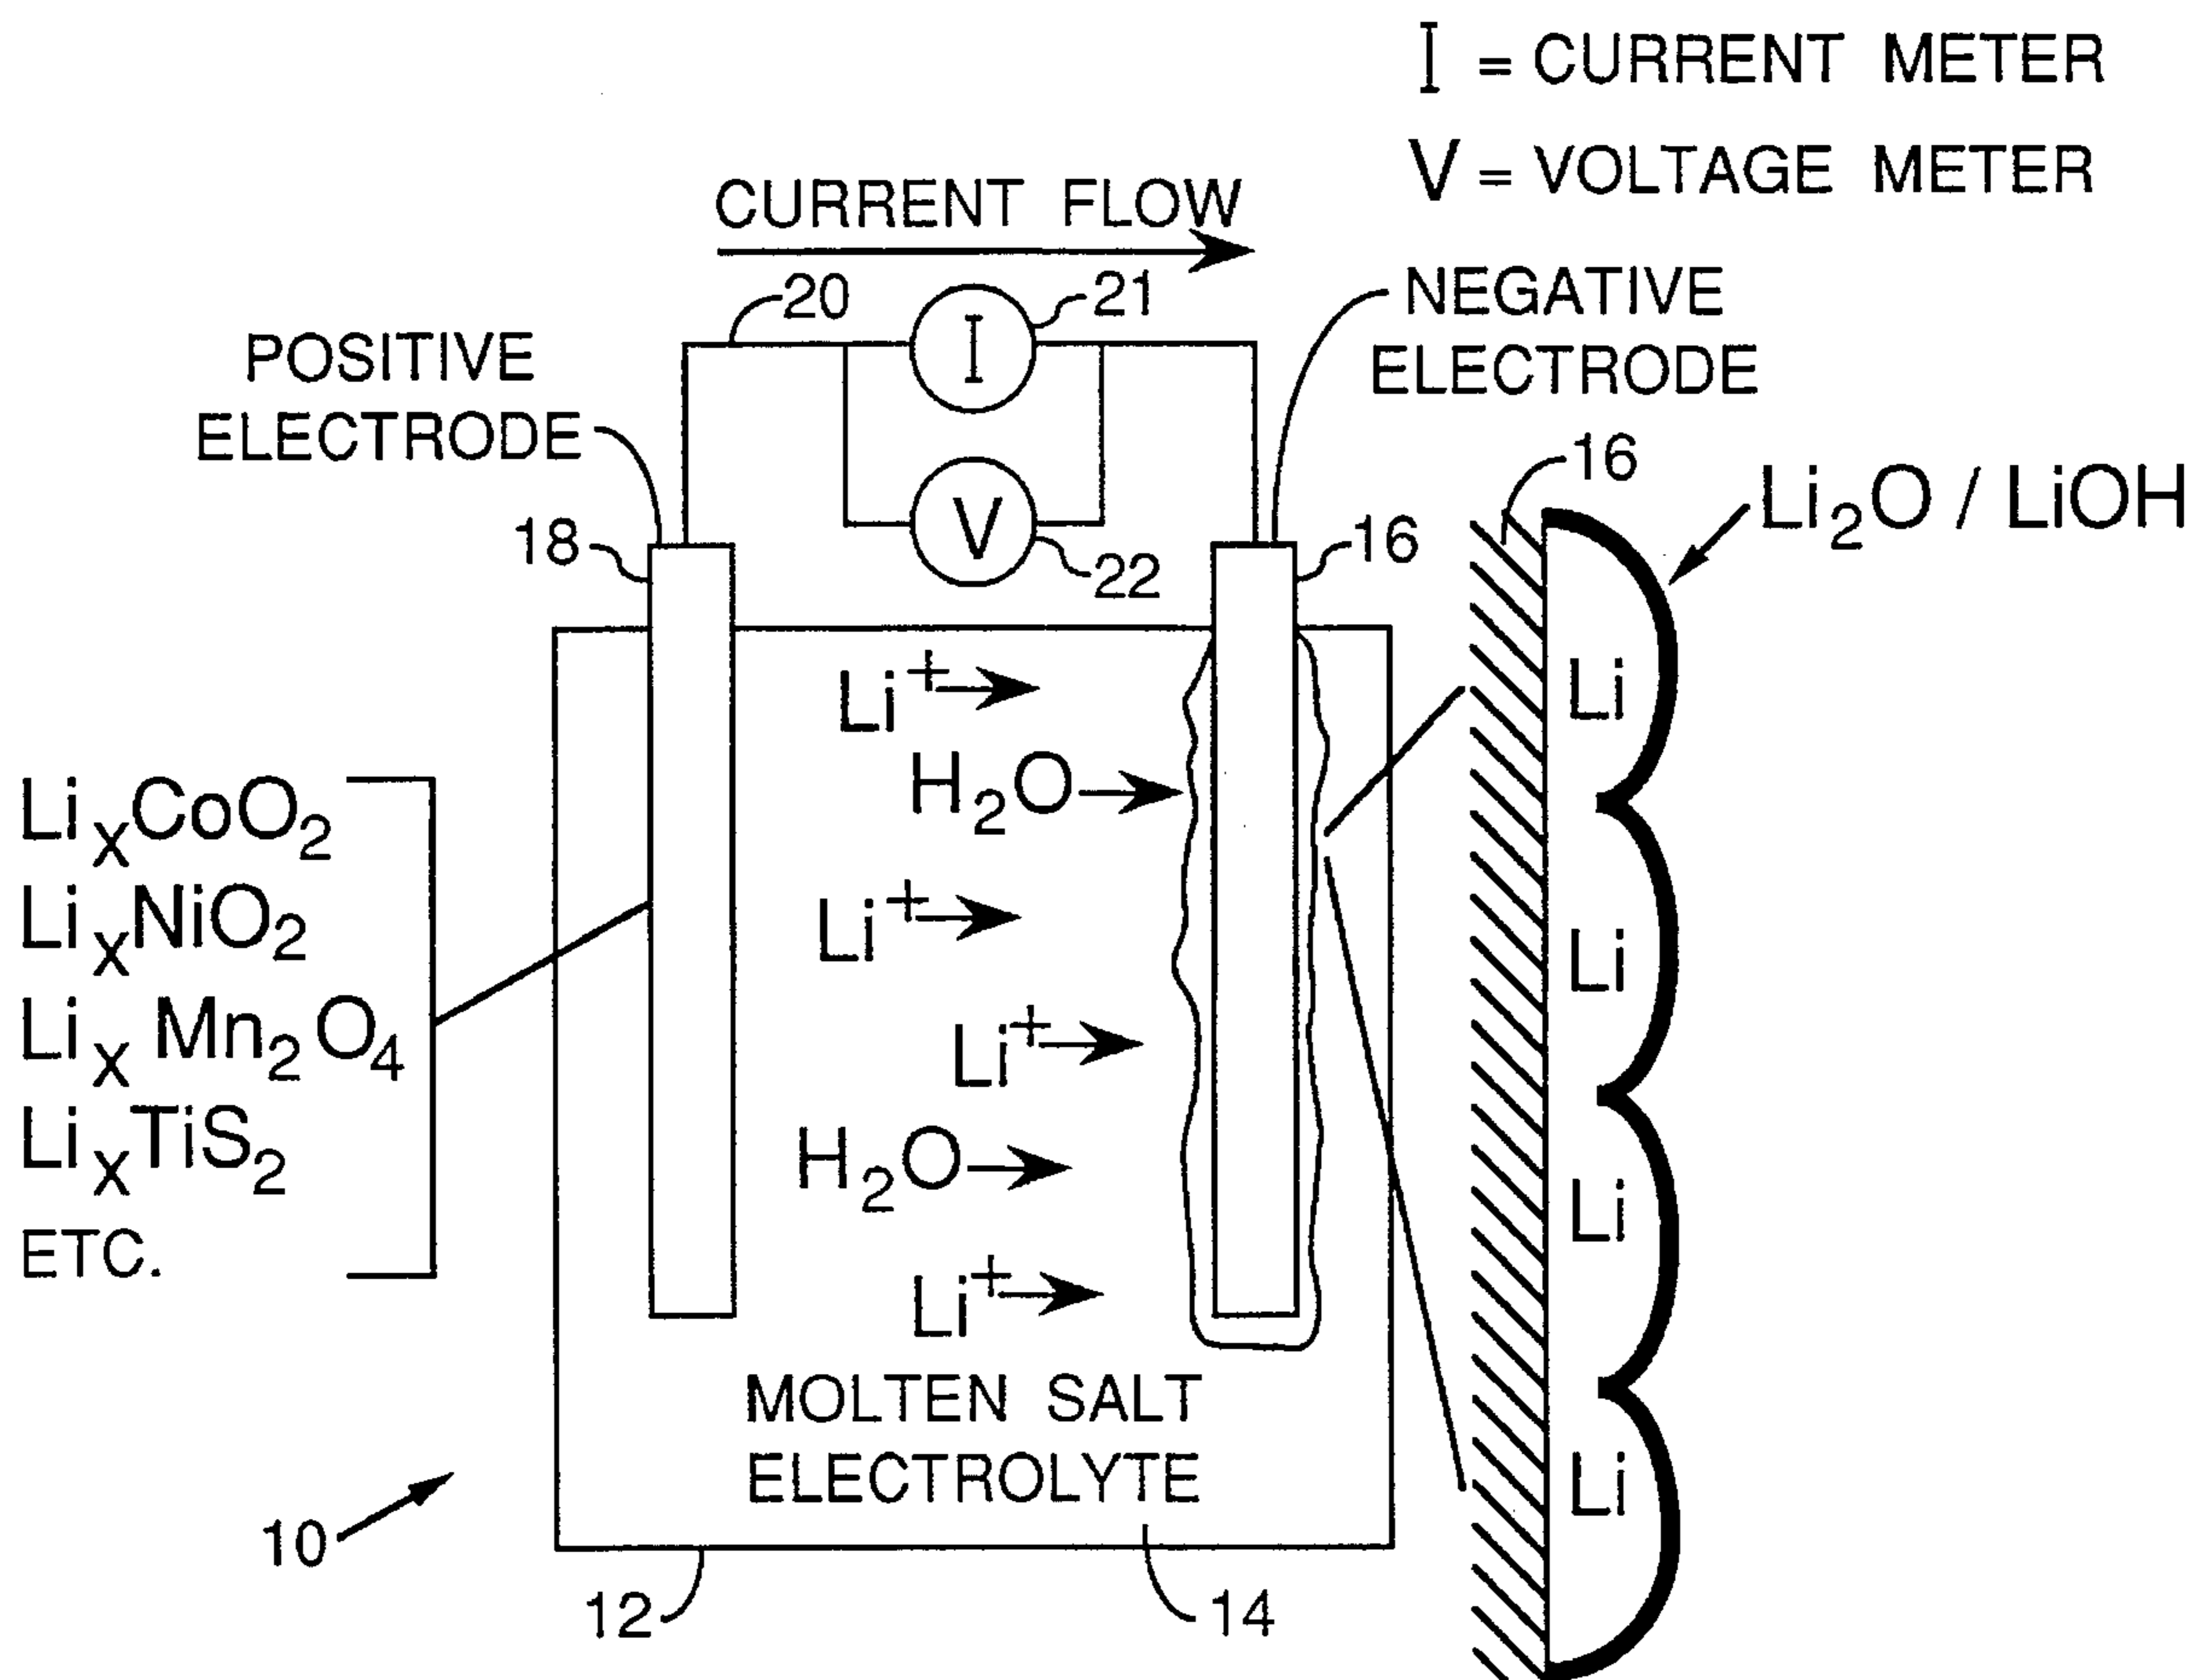 I = CURRENT METER
V = VOLTAGE METER
CURRENT FLOW
20
I
21
NEGATIVE
ELECTRODE
POSITIVE
ELECTRODE
18
V
22
16
16
Li₂O / LiOH
Li⁺
H₂O
Li⁺
Li⁺
H₂O
Li⁺
LiₓCoO₂
LiₓNiO₂
Liₓ Mn₂O₄
LiₓTiS₂
ETC.
Li
Li
Li
Li
MOLTEN SALT
ELECTROLYTE
10
12
14